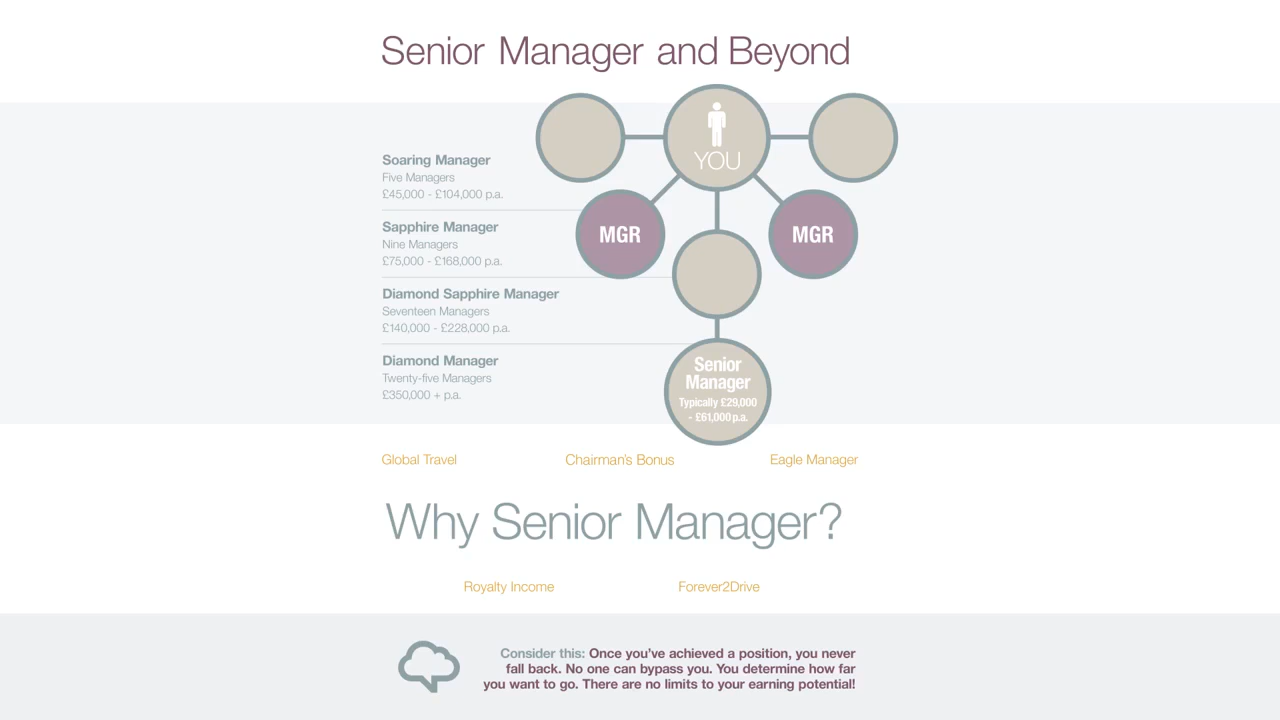 Senior Manager and Beyond
YOU
Soaring Manager
Five Managers
£45,000 - £104,000 p.a.
MGR
MGR
Sapphire Manager
Nine Managers
£75,000 - £168,000 p.a.
Diamond Sapphire Manager
Seventeen Managers
£140,000 - £228,000 p.a.
Diamond Manager
Twenty-five Managers
£350,000 + p.a.
Senior
Manager
Typically £29,000
- £61,000 p.a.
Global Travel
Chairman's Bonus
Eagle Manager
Why Senior Manager?
Royalty Income
Forever2Drive
Consider this: Once you've achieved a position, you never
fall back. No one can bypass you. You determine how far
you want to go. There are no limits to your earning potential!